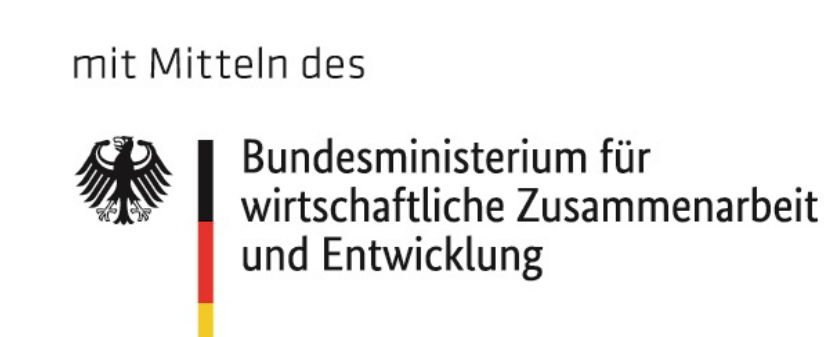 mit Mitteln des
Bundesministerium für
wirtschaftliche Zusammenarbeit
und Entwicklung